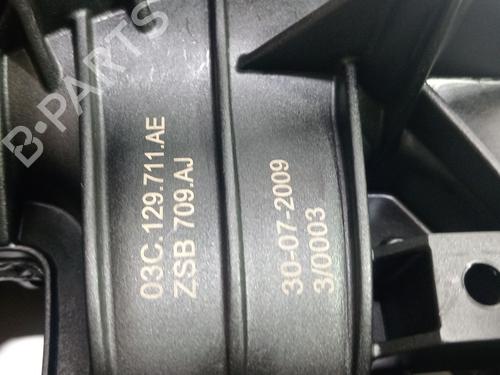 B-PARTS
03C.129.711.AE
ZSB 709.AJ
30-07-2009
3/0003